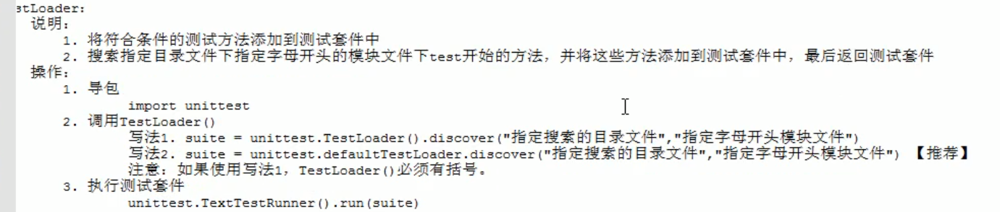 stLoader:
说明:
1. 将符合条件的测试方法添加到测试套件中
2. 搜索指定目录文件下指定字母开头的模块文件下test开始的方法，并将这些方法添加到测试套件中，最后返回测试套件
操作:
1. 导包
import unittest
2. 调用TestLoader()
写法1. suite = unittest.TestLoader().discover("指定搜索的目录文件","指定字母开头模块文件")
写法2. suite = unittest.defaultTestLoader.discover("指定搜索的目录文件","指定字母开头模块文件") 【推荐】
注意: 如果使用写法1，TestLoader()必须有括号。
3. 执行测试套件
unittest.TextTestRunner().run(suite)